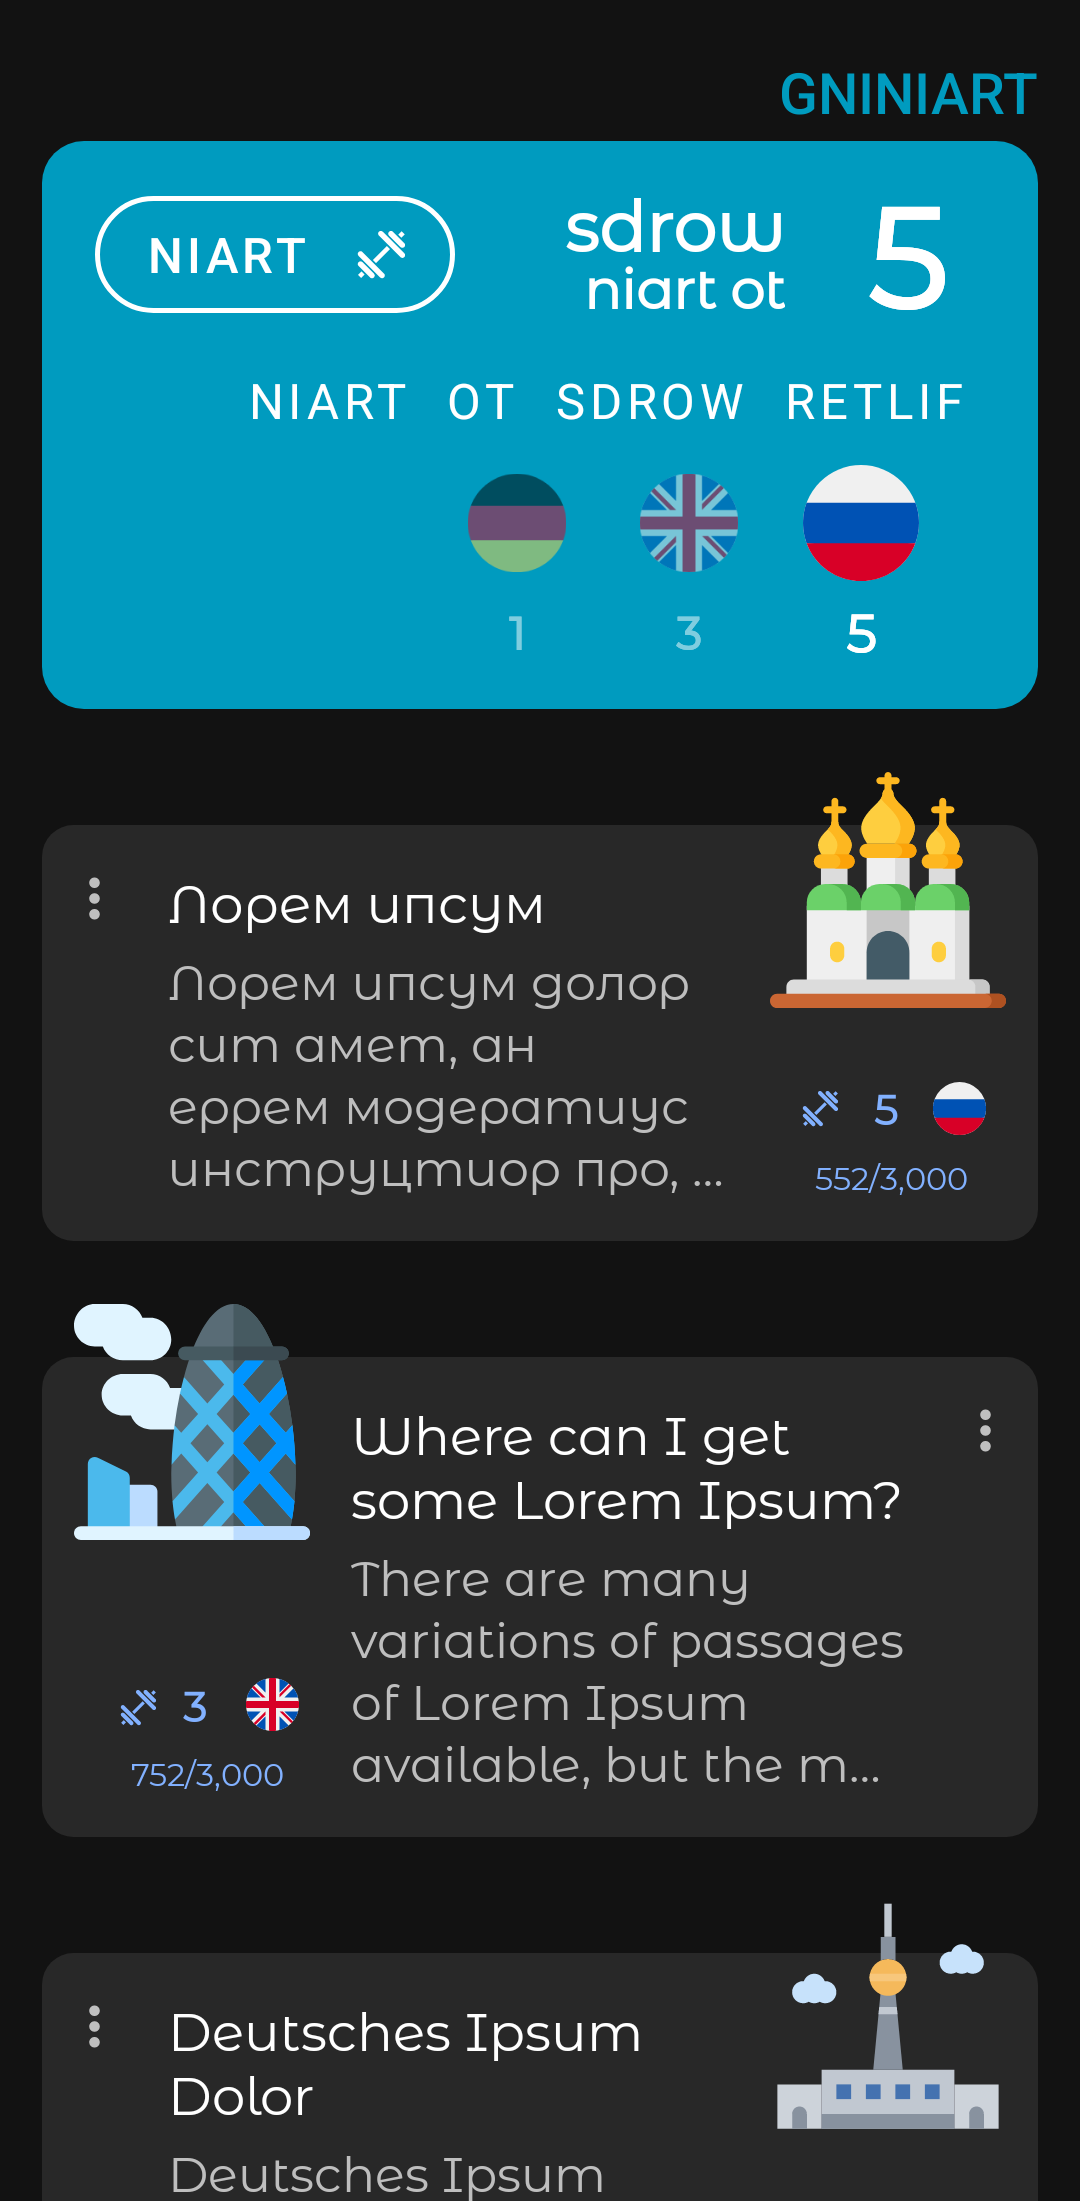 GNINIART
NIART
sdrow
niart ot
5
NIART OT SDROW RETLIF
1 3 5
Лорем ипсум
Лорем ипсум долор
сит амет, ан
еррем модератиус
инструцтиор про, ...
5
552/3,000
Where can I get
some Lorem Ipsum?
There are many
variations of passages
of Lorem Ipsum
available, but the m...
3
752/3,000
Deutsches Ipsum
Dolor
Deutsches Ipsum